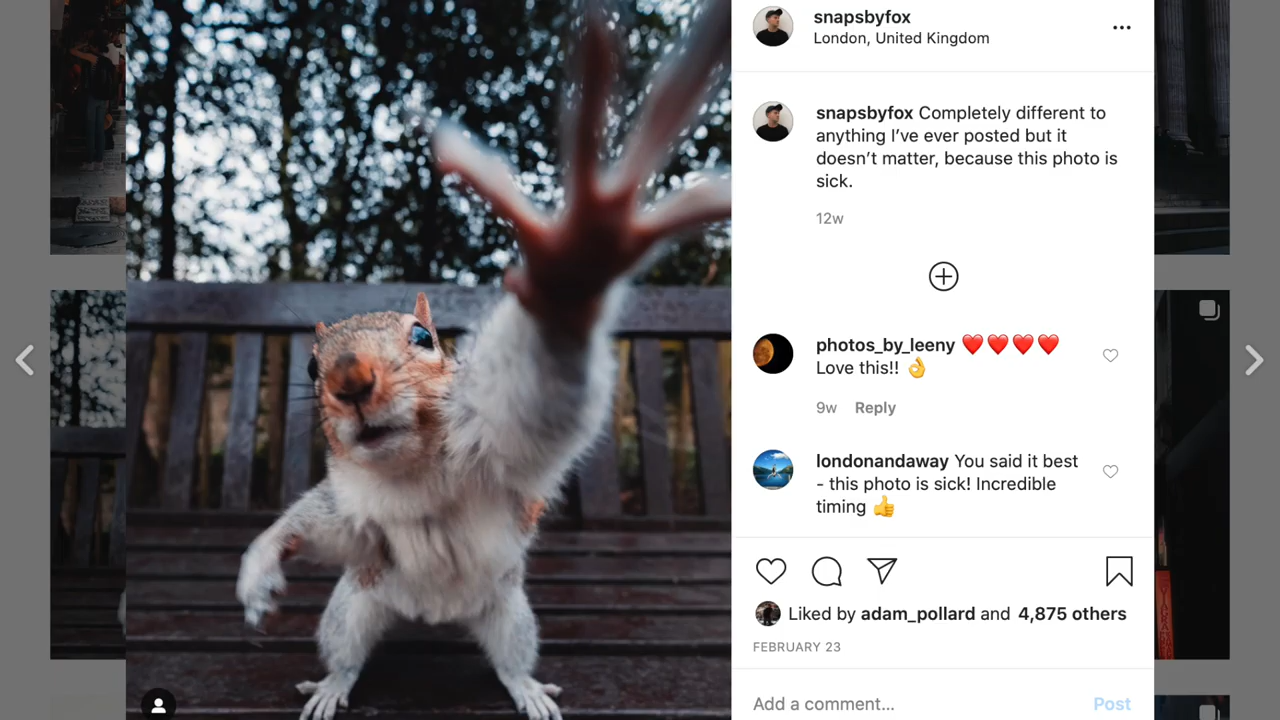 snapsbyfox
London, United Kingdom
snapsbyfox Completely different to
anything I’ve ever posted but it
doesn’t matter, because this photo is
sick.
12w
photos_by_leeny ❤️❤️❤️❤️
Love this!! 👌
9w Reply
londonandaway You said it best
- this photo is sick! Incredible
timing 👍
Liked by adam_pollard and 4,875 others
FEBRUARY 23
Add a comment... Post